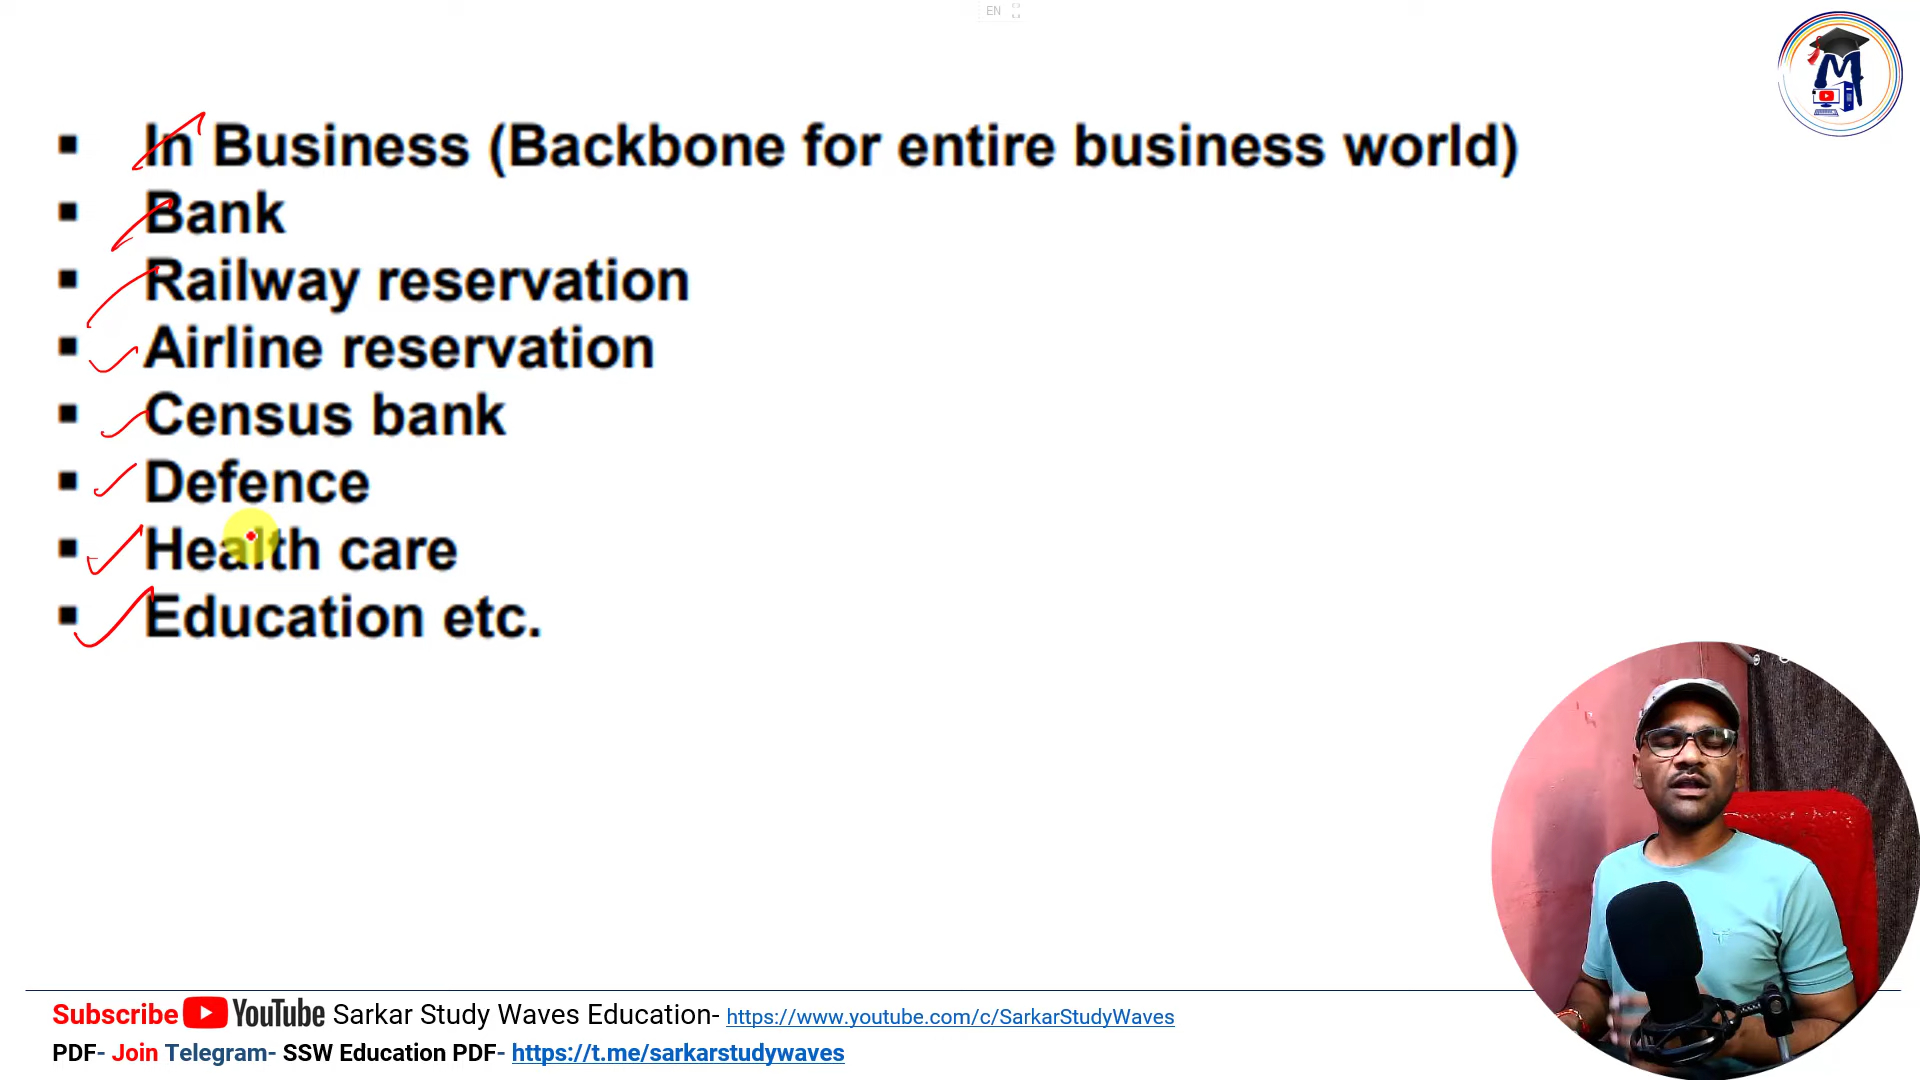 EN
▪ In Business (Backbone for entire business world)
▪ Bank
▪ Railway reservation
▪ Airline reservation
▪ Census bank
▪ Defence
▪ Health care
▪ Education etc.
Subscribe YouTube Sarkar Study Waves Education- https://www.youtube.com/c/SarkarStudyWaves
PDF- Join Telegram- SSW Education PDF- https://t.me/sarkarstudywaves